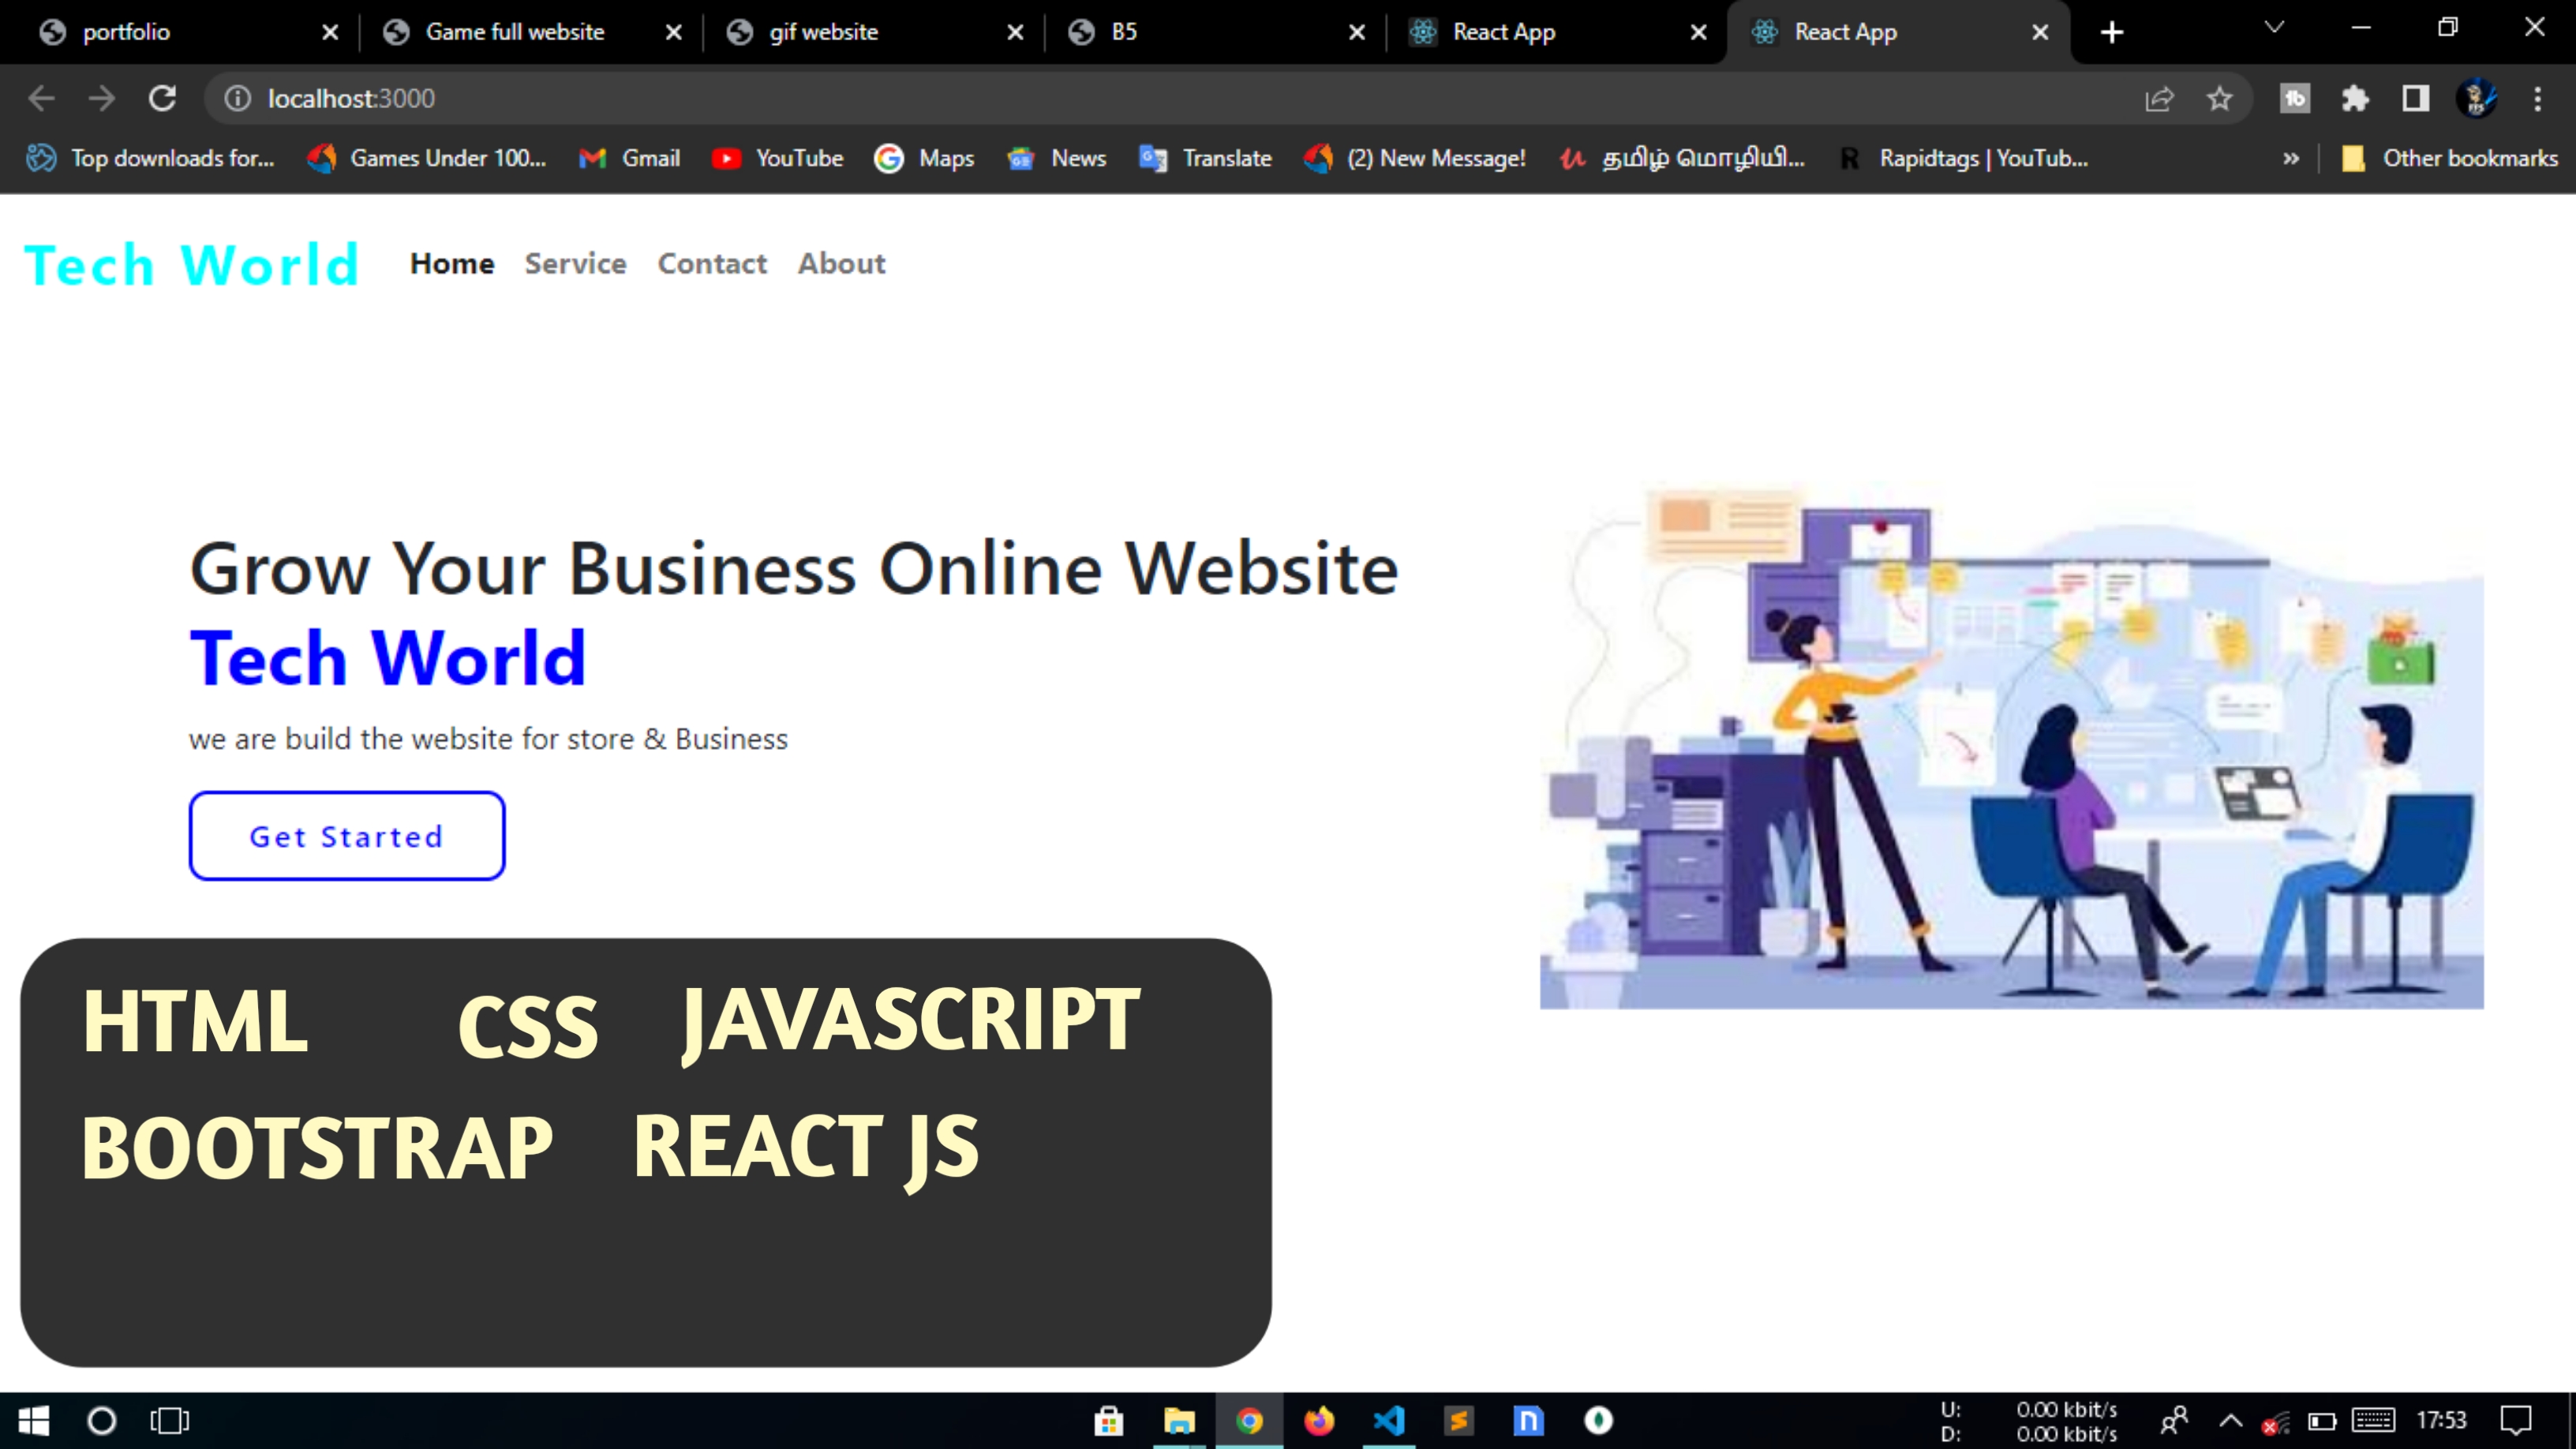 portfolio Game full website gif website B5 React App React App
localhost:3000
Top downloads for... Games Under 100... Gmail YouTube Maps News Translate (2) New Message! தமிழ் மொழியி... Rapidtags | YouTub... » Other bookmarks
Tech World Home Service Contact About
Grow Your Business Online Website
Tech World
we are build the website for store & Business
Get Started
HTML CSS JAVASCRIPT
BOOTSTRAP REACT JS
U: 0.00 kbit/s
D: 0.00 kbit/s
17:53